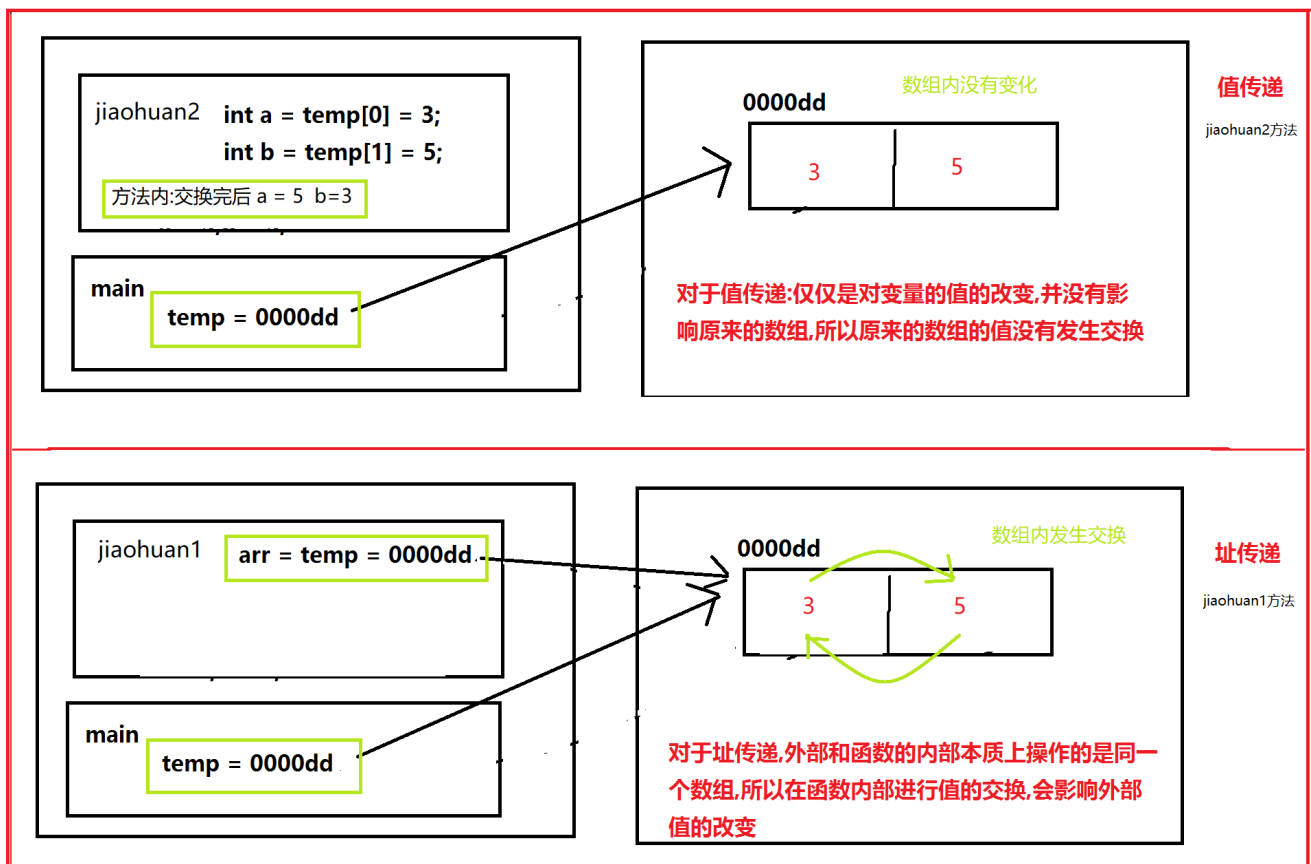 jiaohuan2
int a = temp[0] = 3;
int b = temp[1] = 5;
方法内:交换完后 a = 5 b=3
main
temp = 0000dd
数组内没有变化
0000dd
3
5
对于值传递:仅仅是对变量的值的改变,并没有影
响原来的数组,所以原来的数组的值没有发生交换
值传递
jiaohuan2方法
jiaohuan1
arr = temp = 0000dd
main
temp = 0000dd
数组内发生交换
0000dd
3
5
对于址传递,外部和函数的内部本质上操作的是同一
个数组,所以在函数内部进行值的交换,会影响外部
值的改变
址传递
jiaohuan1方法